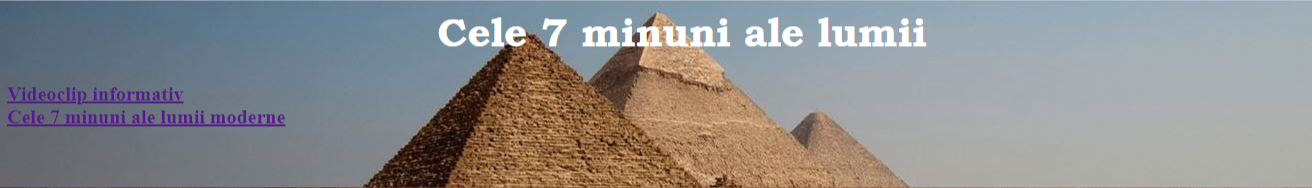 Cele 7 minuni ale lumii
Videoclip informativ
Cele 7 minuni ale lumii moderne